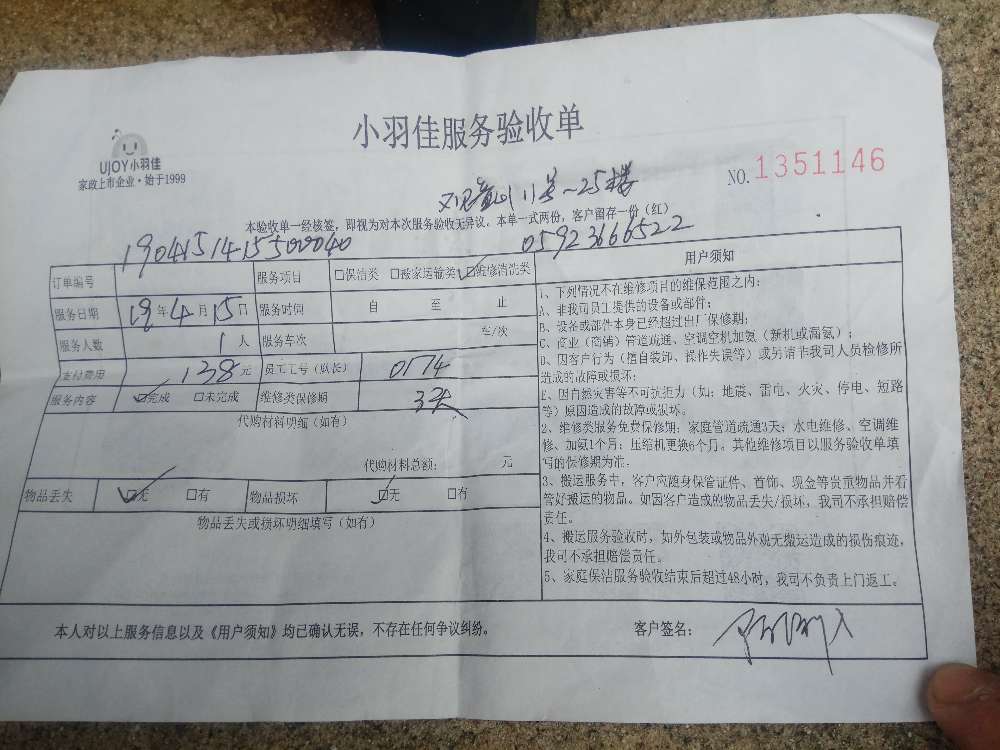 小羽佳服务验收单
UJOY小羽佳
家政上市企业·始于1999
NO. 1351146
11号-25楼
本验收单一经核签，即视为对本次服务验收无异议。本单一式两份，客户留存一份（红）
19041514155500040
05923666522
订单编号 服务项目 □保洁类 □搬家运输类 □维修清洗类
服务日期 19年4月15日 服务时间 自 至 止
服务人数 1人 服务车次 车/次
支付费用 138元 员工工号（队长） 0174
服务内容 □完成 □未完成 维修类保修期 3天
代购材料明细（如有）
代购材料总额： 元
物品丢失 □无 □有 物品损坏 □无 □有
物品丢失或损坏明细填写（如有）
用户须知
1、下列情况不在维修项目的维保范围之内：
A、非我司员工提供的设备或部件；
B、设备或部件本身已经超过出厂保修期；
C、商业（商铺）管道疏通、空调空机加氨（新机或漏氨）；
D、因客户行为（擅自装卸、操作失误等）或另请非我司人员检修所
造成的故障或损坏；
E、因自然灾害等不可抗拒力（如：地震、雷电、火灾、停电、短路
等）原因造成的故障或损坏。
2、维修类服务免费保修期：家庭管道疏通3天；水电维修、空调维
修、加氨1个月；压缩机更换6个月。其他维修项目以服务验收单填
写的保修期为准。
3、搬运服务中，客户应随身保管证件、首饰、现金等贵重物品并看
管好搬运的物品。如因客户造成的物品丢失/损坏，我司不承担赔偿
责任。
4、搬运服务验收时，如外包装或物品外观无搬运造成的损伤痕迹，
我司不承担赔偿责任。
5、家庭保洁服务验收结束后超过48小时，我司不负责上门返工。
本人对以上服务信息以及《用户须知》均已确认无误，不存在任何争议纠纷。
客户签名：